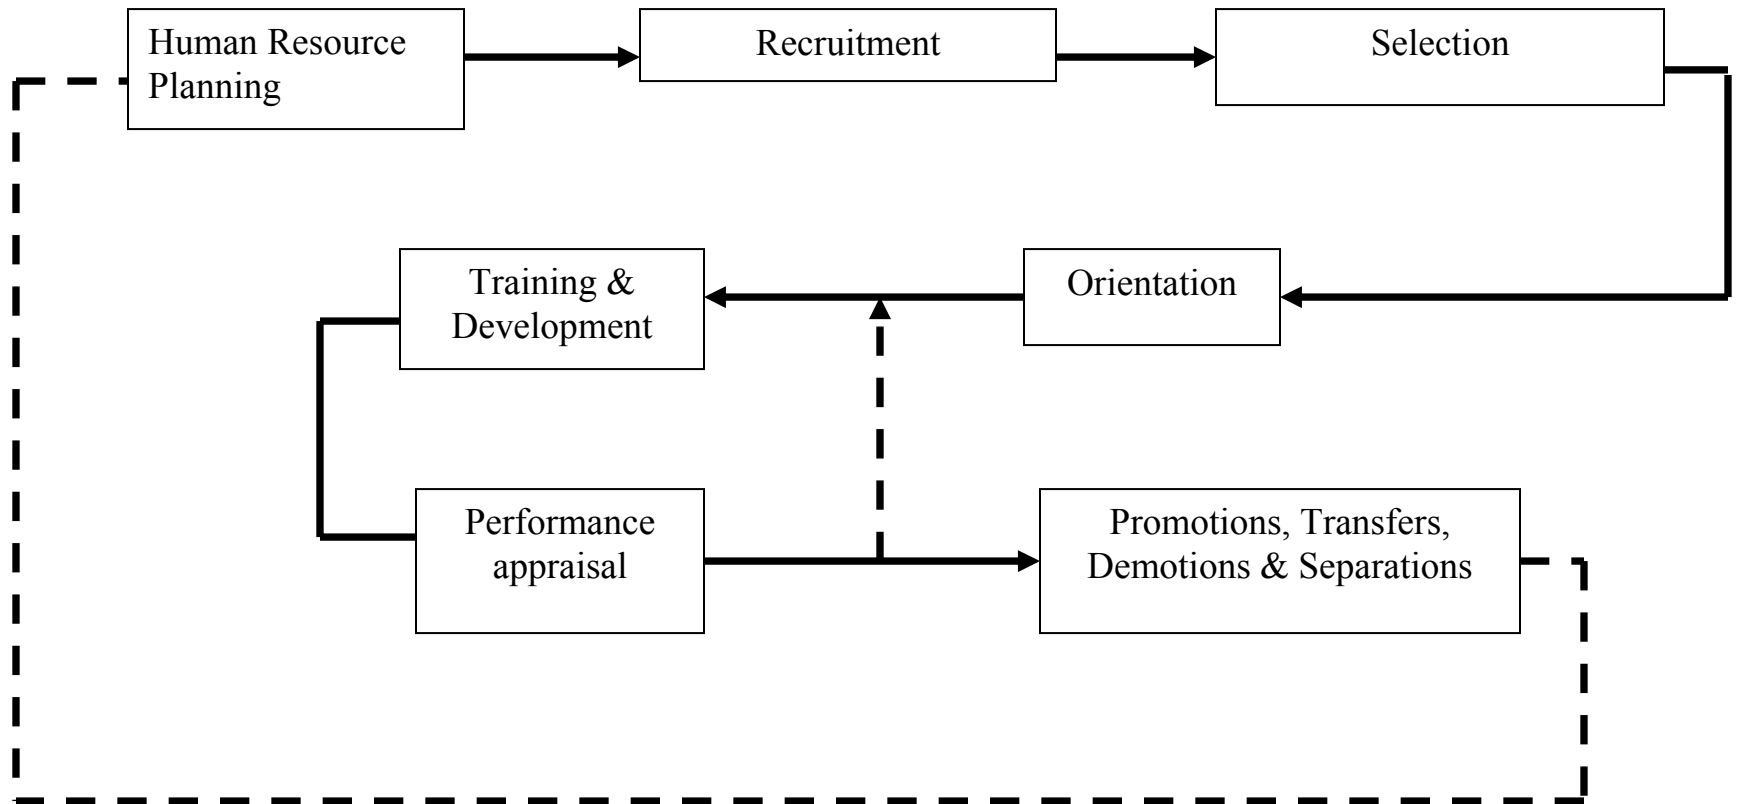 Human Resource
Planning
Recruitment
Selection
Training &
Development
Orientation
Performance
appraisal
Promotions, Transfers,
Demotions & Separations